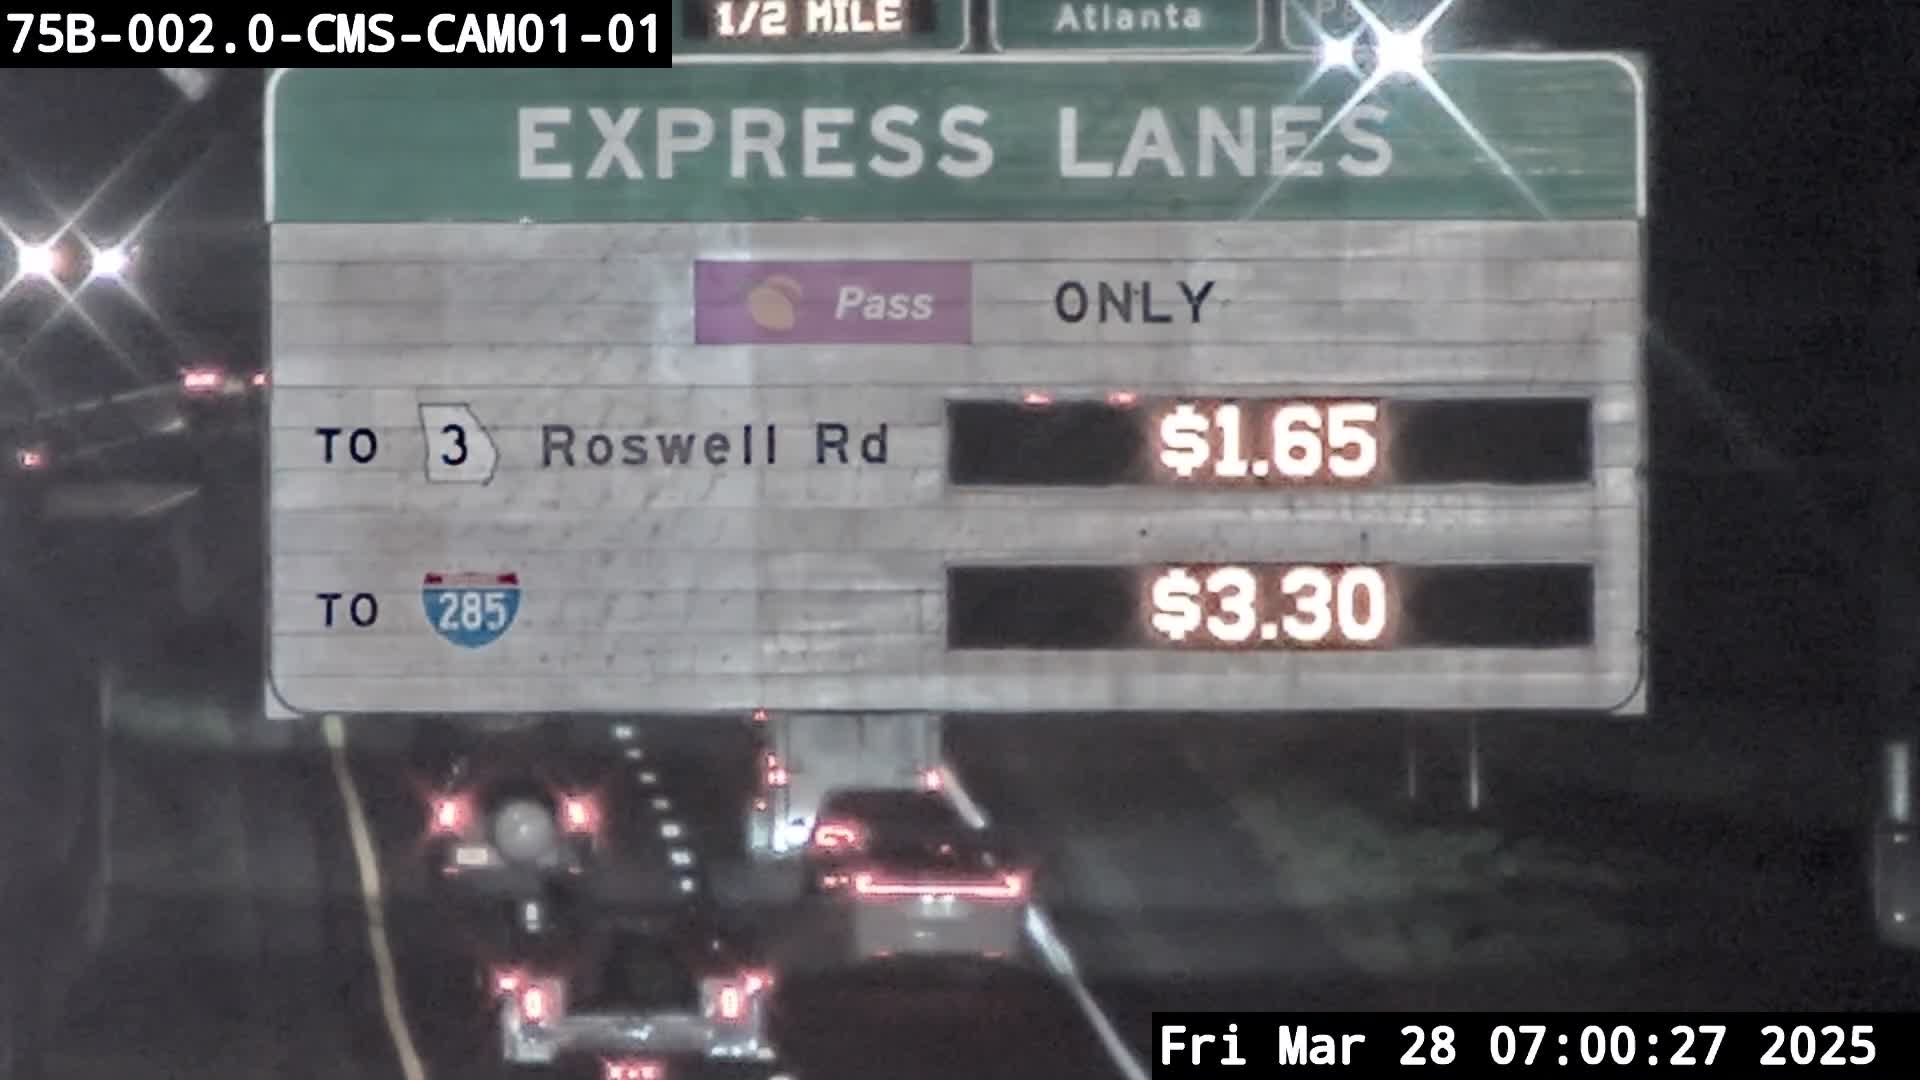 75B-002.0-CMS-CAM01-01
1/2 MILE
Atlanta
EXPRESS LANES
Pass ONLY
TO 3 Roswell Rd $1.65
TO 285 $3.30
Fri Mar 28 07:00:27 2025